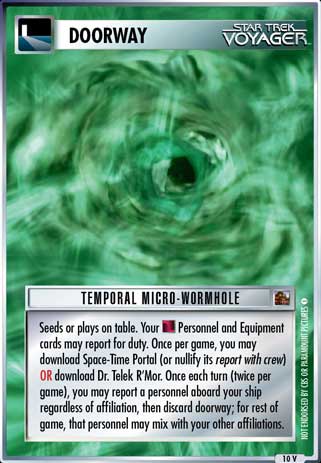 DOORWAY
STAR TREK
VOYAGER
TEMPORAL MICRO-WORMHOLE
Seeds or plays on table. Your Personnel and Equipment
cards may report for duty. Once per game, you may
download Space-Time Portal (or nullify its report with crew)
OR download Dr. Telek R'Mor. Once each turn (twice per
game), you may report a personnel aboard your ship
regardless of affiliation, then discard doorway; for rest of
game, that personnel may mix with your other affiliations.
NOT ENDORSED BY CBS OR PARAMOUNT PICTURES
10 V